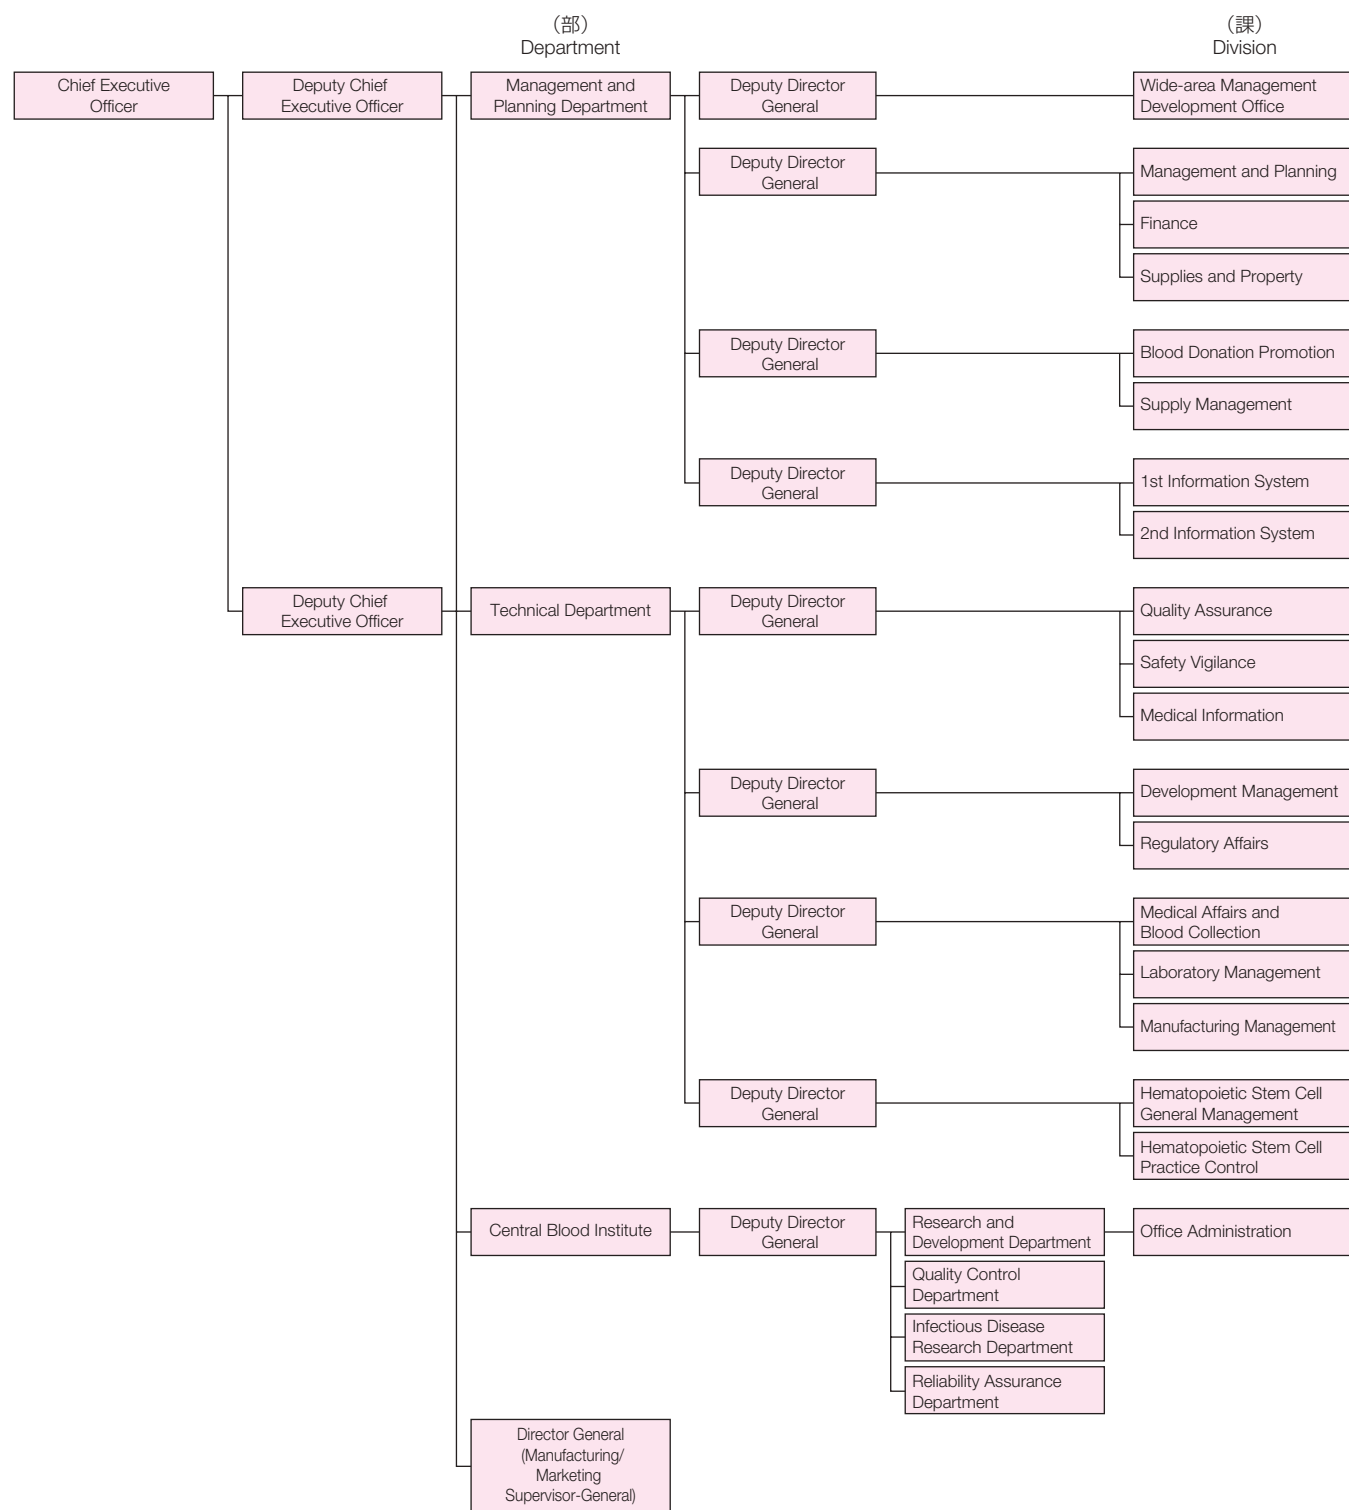 (部)
Department
(課)
Division
Chief Executive
Officer
Deputy Chief
Executive Officer
Management and
Planning Department
Deputy Director
General
Wide-area Management
Development Office
Deputy Director
General
Management and Planning
Finance
Supplies and Property
Deputy Director
General
Blood Donation Promotion
Supply Management
Deputy Director
General
1st Information System
2nd Information System
Deputy Chief
Executive Officer
Technical Department
Deputy Director
General
Quality Assurance
Safety Vigilance
Medical Information
Deputy Director
General
Development Management
Regulatory Affairs
Deputy Director
General
Medical Affairs and
Blood Collection
Laboratory Management
Manufacturing Management
Deputy Director
General
Hematopoietic Stem Cell
General Management
Hematopoietic Stem Cell
Practice Control
Central Blood Institute
Deputy Director
General
Research and
Development Department
Office Administration
Quality Control
Department
Infectious Disease
Research Department
Reliability Assurance
Department
Director General
(Manufacturing/
Marketing
Supervisor-General)